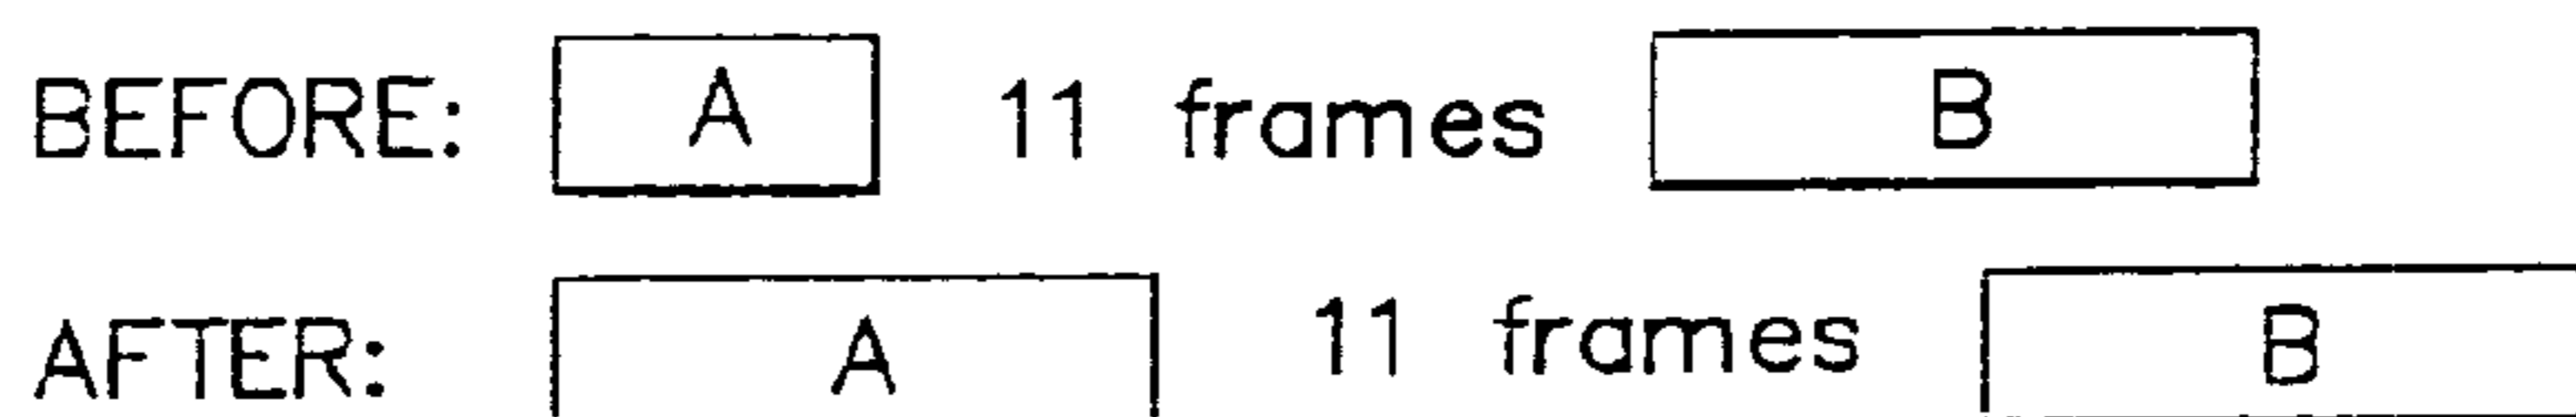 BEFORE: A 11 frames B
AFTER: A 11 frames B